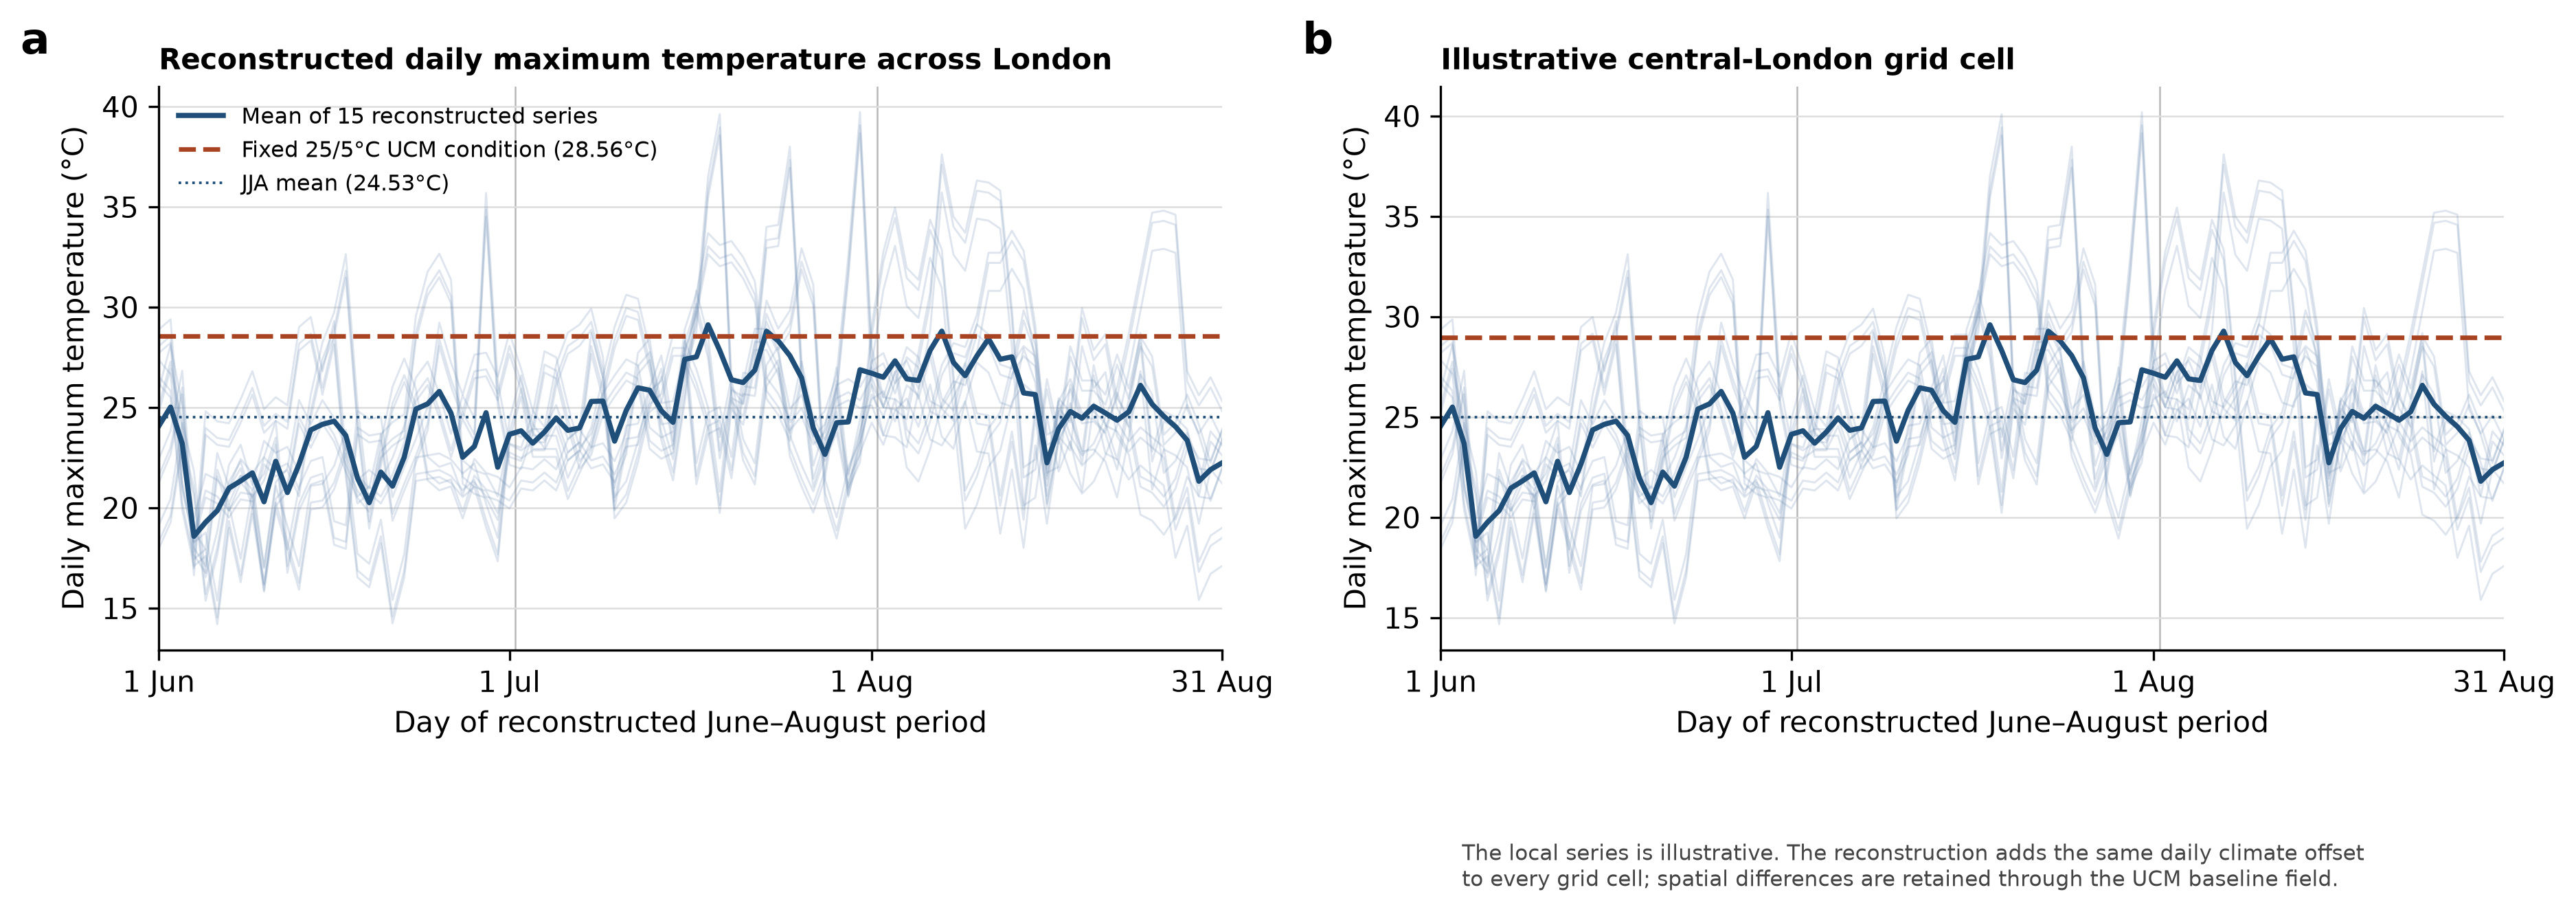 a
Reconstructed daily maximum temperature across London
Mean of 15 reconstructed series
Fixed 25/5°C UCM condition (28.56°C)
JJA mean (24.53°C)
Daily maximum temperature (°C)
40
35
30
25
20
15
1 Jun
1 Jul
1 Aug
31 Aug
Day of reconstructed June–August period
b
Illustrative central-London grid cell
Daily maximum temperature (°C)
40
35
30
25
20
15
1 Jun
1 Jul
1 Aug
31 Aug
Day of reconstructed June–August period
The local series is illustrative. The reconstruction adds the same daily climate offset
to every grid cell; spatial differences are retained through the UCM baseline field.